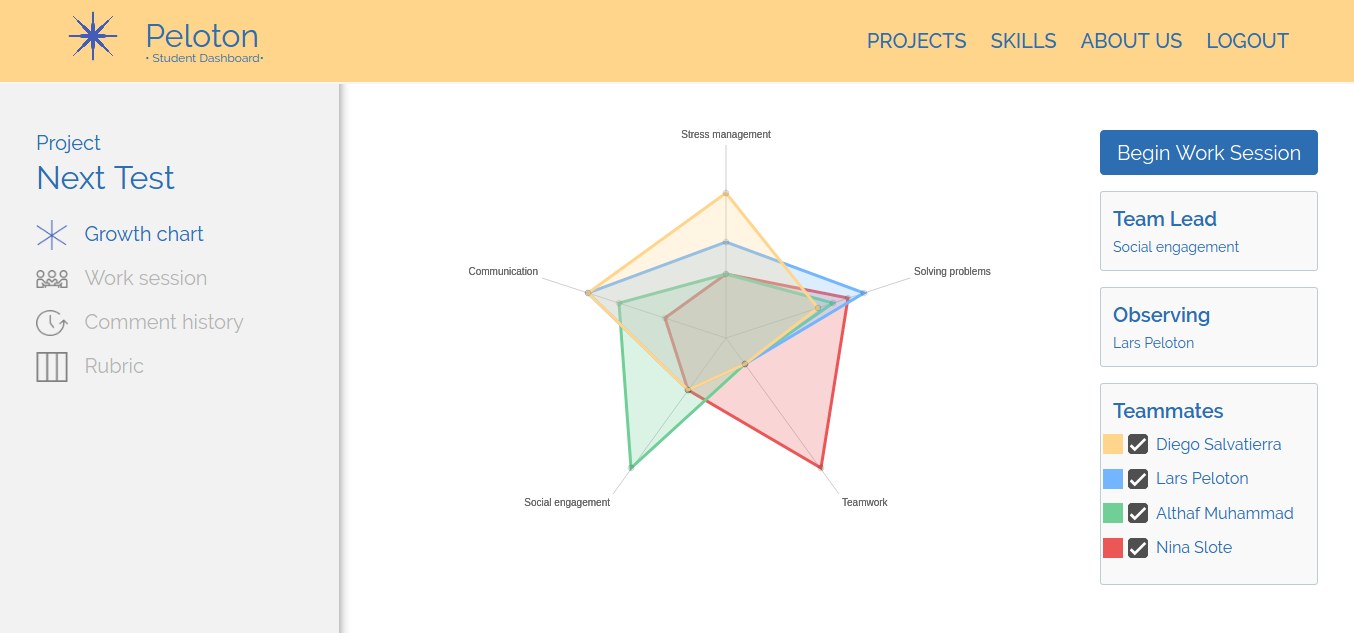 Peloton
• Student Dashboard•
PROJECTS SKILLS ABOUT US LOGOUT
Project
Next Test
Growth chart
Work session
Comment history
Rubric
Stress management
Communication
Solving problems
Social engagement
Teamwork
Begin Work Session
Team Lead
Social engagement
Observing
Lars Peloton
Teammates
Diego Salvatierra
Lars Peloton
Althaf Muhammad
Nina Slote